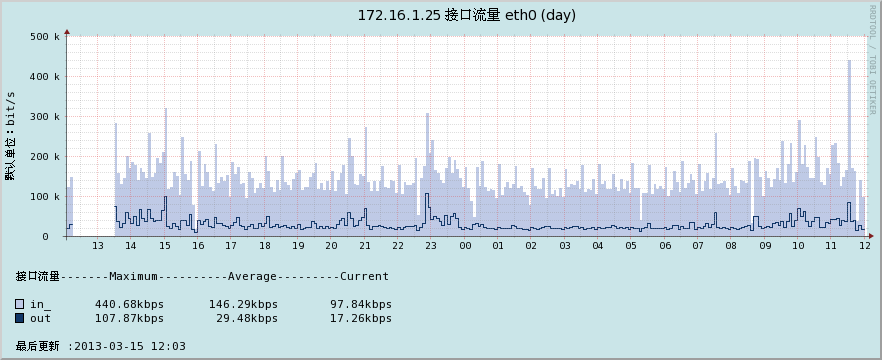 172.16.1.25 接口流量 eth0 (day)
RRDTOOL / TOBI OETIKER
默认单位：bit/s
500 k
400 k
300 k
200 k
100 k
0
13 14 15 16 17 18 19 20 21 22 23 00 01 02 03 04 05 06 07 08 09 10 11 12
接口流量-------Maximum----------Average---------Current
in_ 440.68kbps 146.29kbps 97.84kbps
out 107.87kbps 29.48kbps 17.26kbps
最后更新 :2013-03-15 12:03